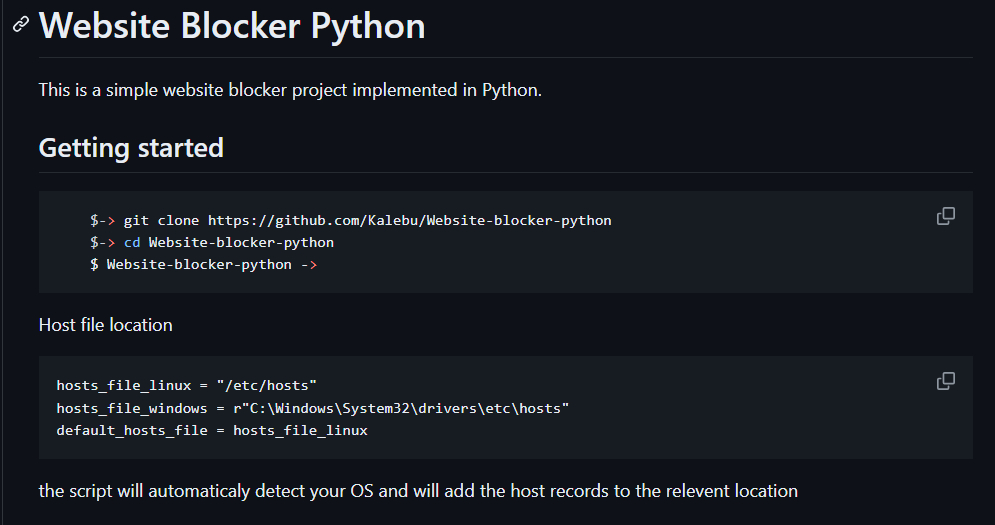 Website Blocker Python
This is a simple website blocker project implemented in Python.
Getting started
$-> git clone https://github.com/Kalebu/Website-blocker-python
$-> cd Website-blocker-python
$ Website-blocker-python ->
Host file location
hosts_file_linux = "/etc/hosts"
hosts_file_windows = r"C:\Windows\System32\drivers\etc\hosts"
default_hosts_file = hosts_file_linux
the script will automaticaly detect your OS and will add the host records to the relevent location